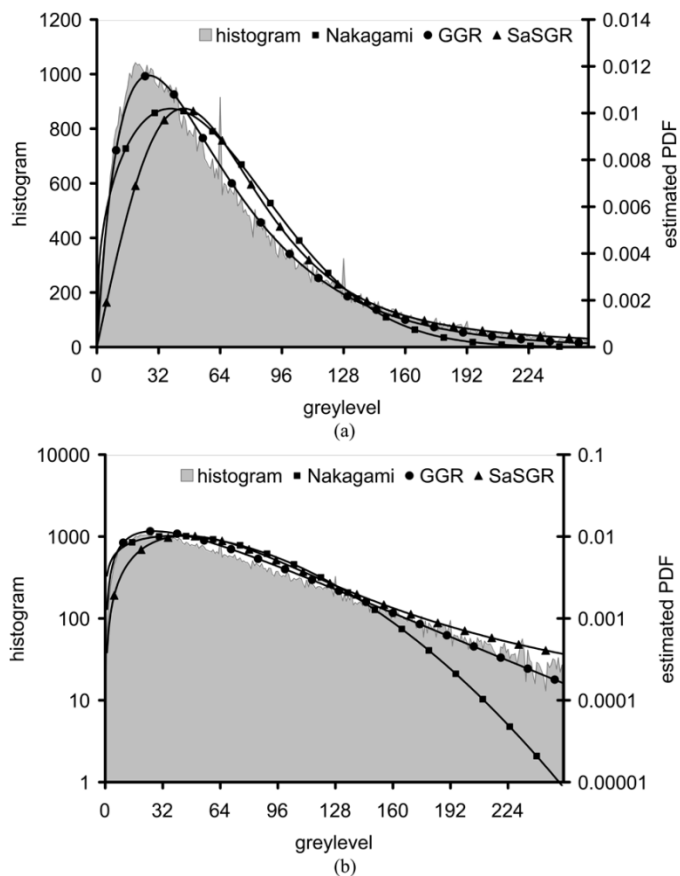 histogram Nakagami GGR SaSGR
1200
1000
800
600
400
200
0
histogram
0.014
0.012
0.01
0.008
0.006
0.004
0.002
0
estimated PDF
0 32 64 96 128 160 192 224
greylevel
(a)
histogram Nakagami GGR SaSGR
10000
1000
100
10
1
histogram
0.1
0.01
0.001
0.0001
0.00001
estimated PDF
0 32 64 96 128 160 192 224
greylevel
(b)